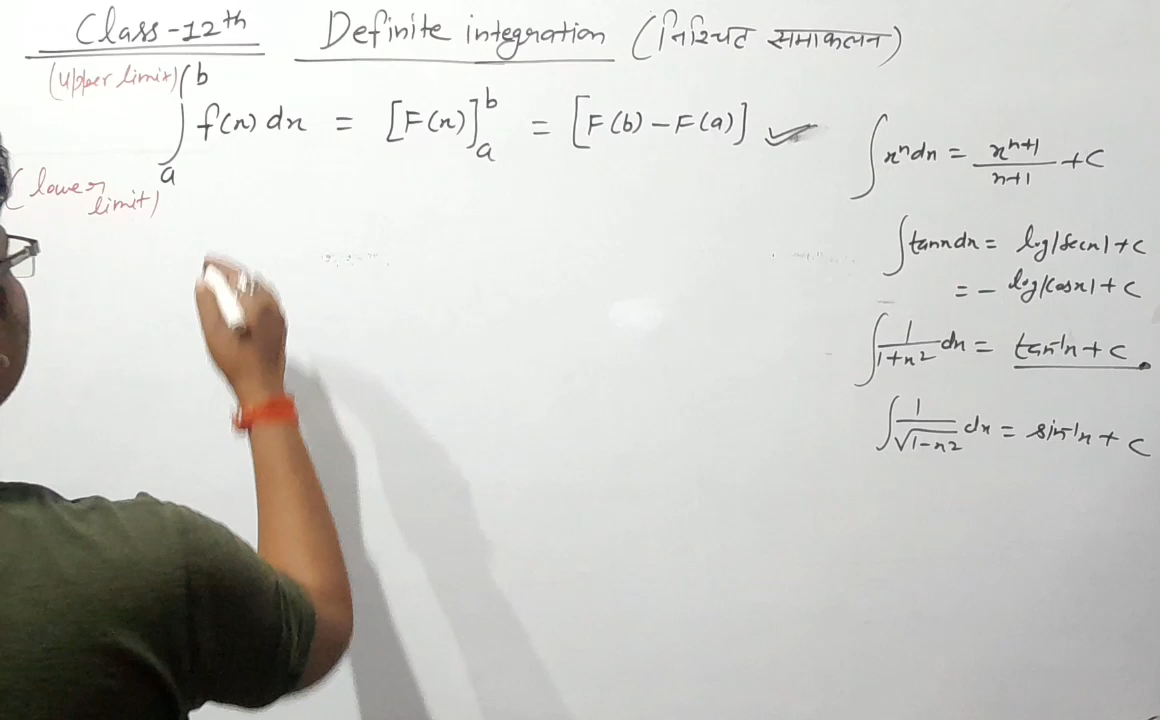 Class-12th Definite integration (निश्चित समाकलन)
(Upper limit) b
∫ f(x) dx = [F(x)]ₐᵇ = [F(b) – F(a)] ✓
a
(lower limit)
∫xⁿdx = xⁿ⁺¹/n+1 + C
∫tanx dx = log|secx| + C
= – log|cosx| + C
∫1/1+x² dx = tan⁻¹x + C
∫1/√1-x² dx = sin⁻¹x + C